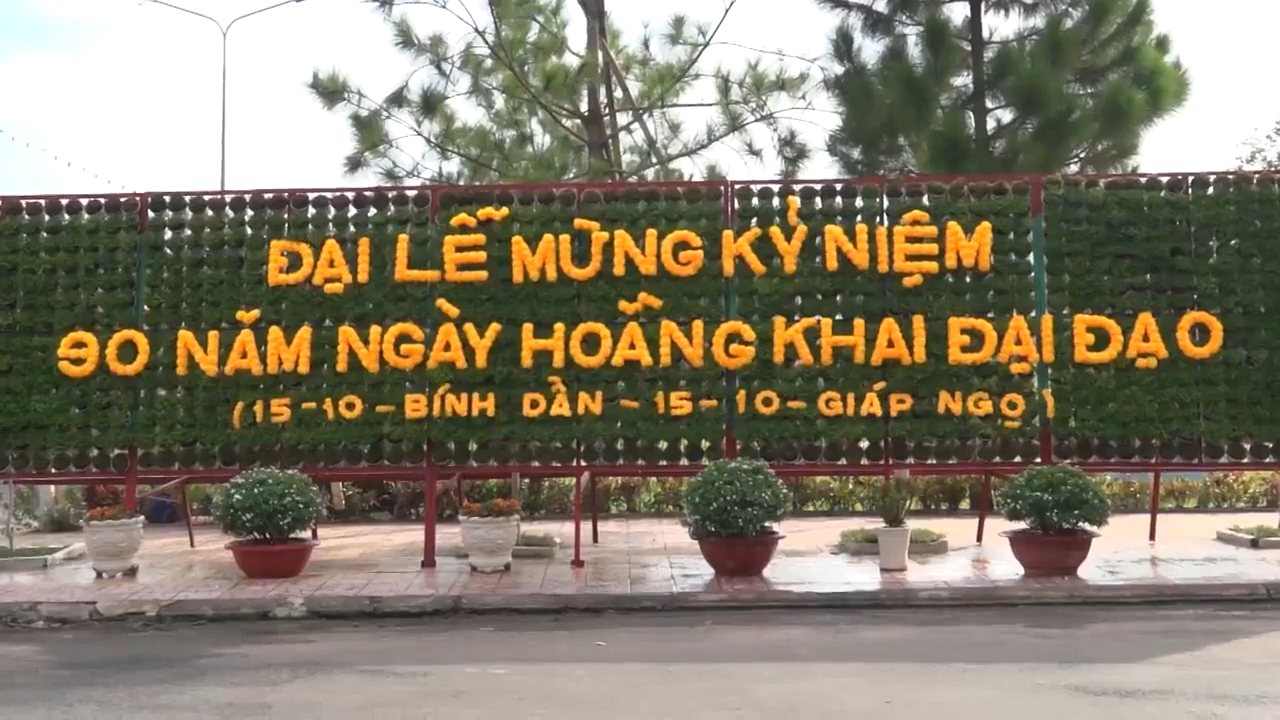 ĐẠI LỄ MỪNG KỶ NIỆM
90 NĂM NGÀY HOẰNG KHAI ĐẠI ĐẠO
(15-10-BÍNH DẦN-15-10-GIÁP NGỌ)